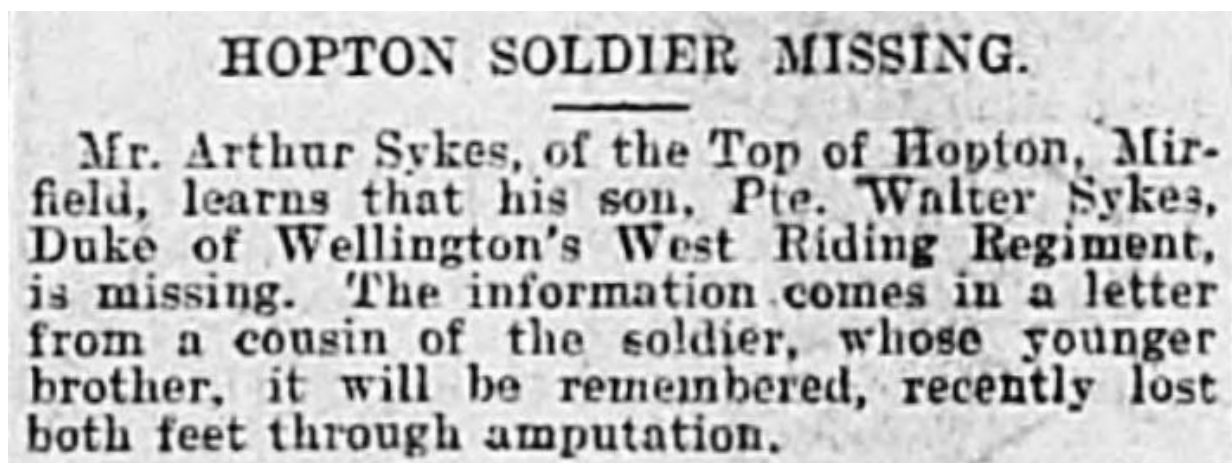 HOPTON SOLDIER MISSING.
Mr. Arthur Sykes, of the Top of Hopton, Mir-
field, learns that his son, Pte. Walter Sykes,
Duke of Wellington's West Riding Regiment,
is missing. The information comes in a letter
from a cousin of the soldier, whose younger
brother, it will be remembered, recently lost
both feet through amputation.